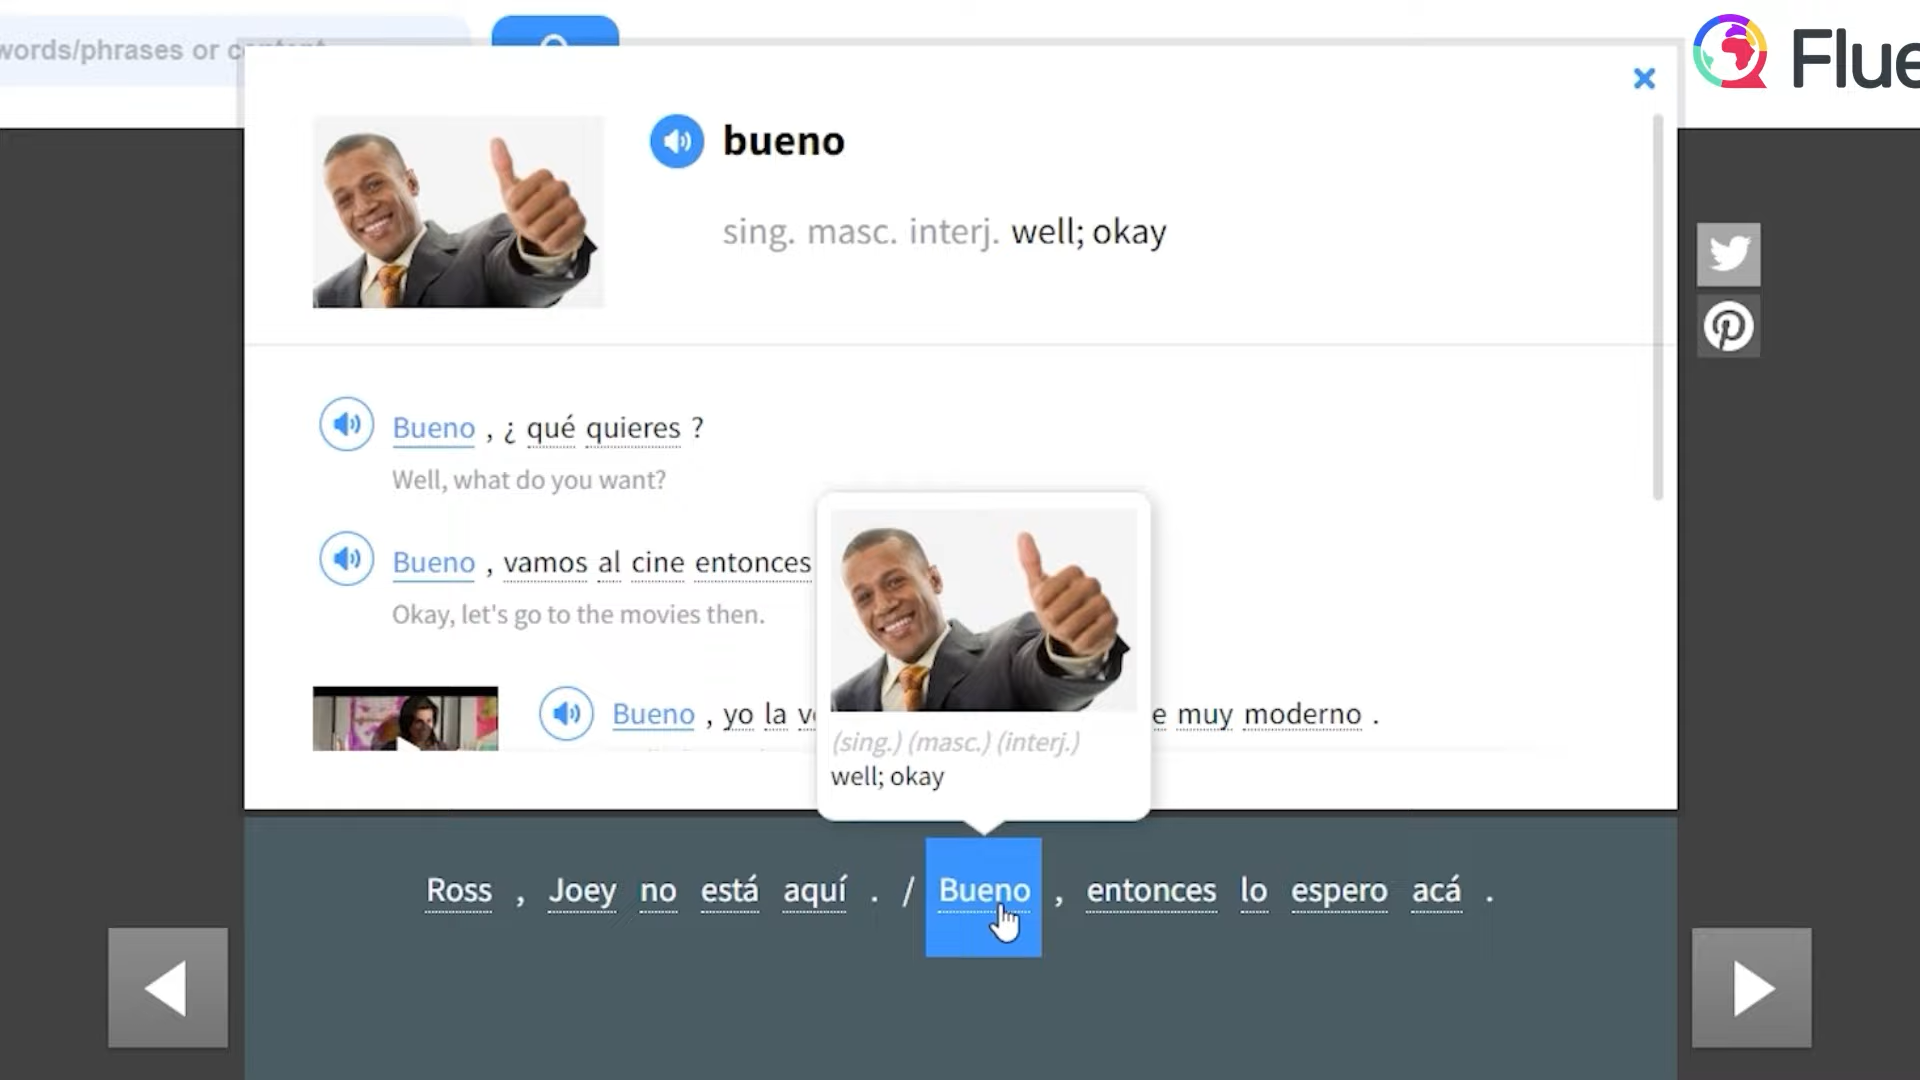 words/phrases or content
Flue
bueno
sing. masc. interj. well; okay
Bueno , ¿ qué quieres ?
Well, what do you want?
Bueno , vamos al cine entonces
Okay, let's go to the movies then.
Bueno , yo la v
e muy moderno .
(sing.) (masc.) (interj.)
well; okay
Ross , Joey no está aquí . / Bueno , entonces lo espero acá .